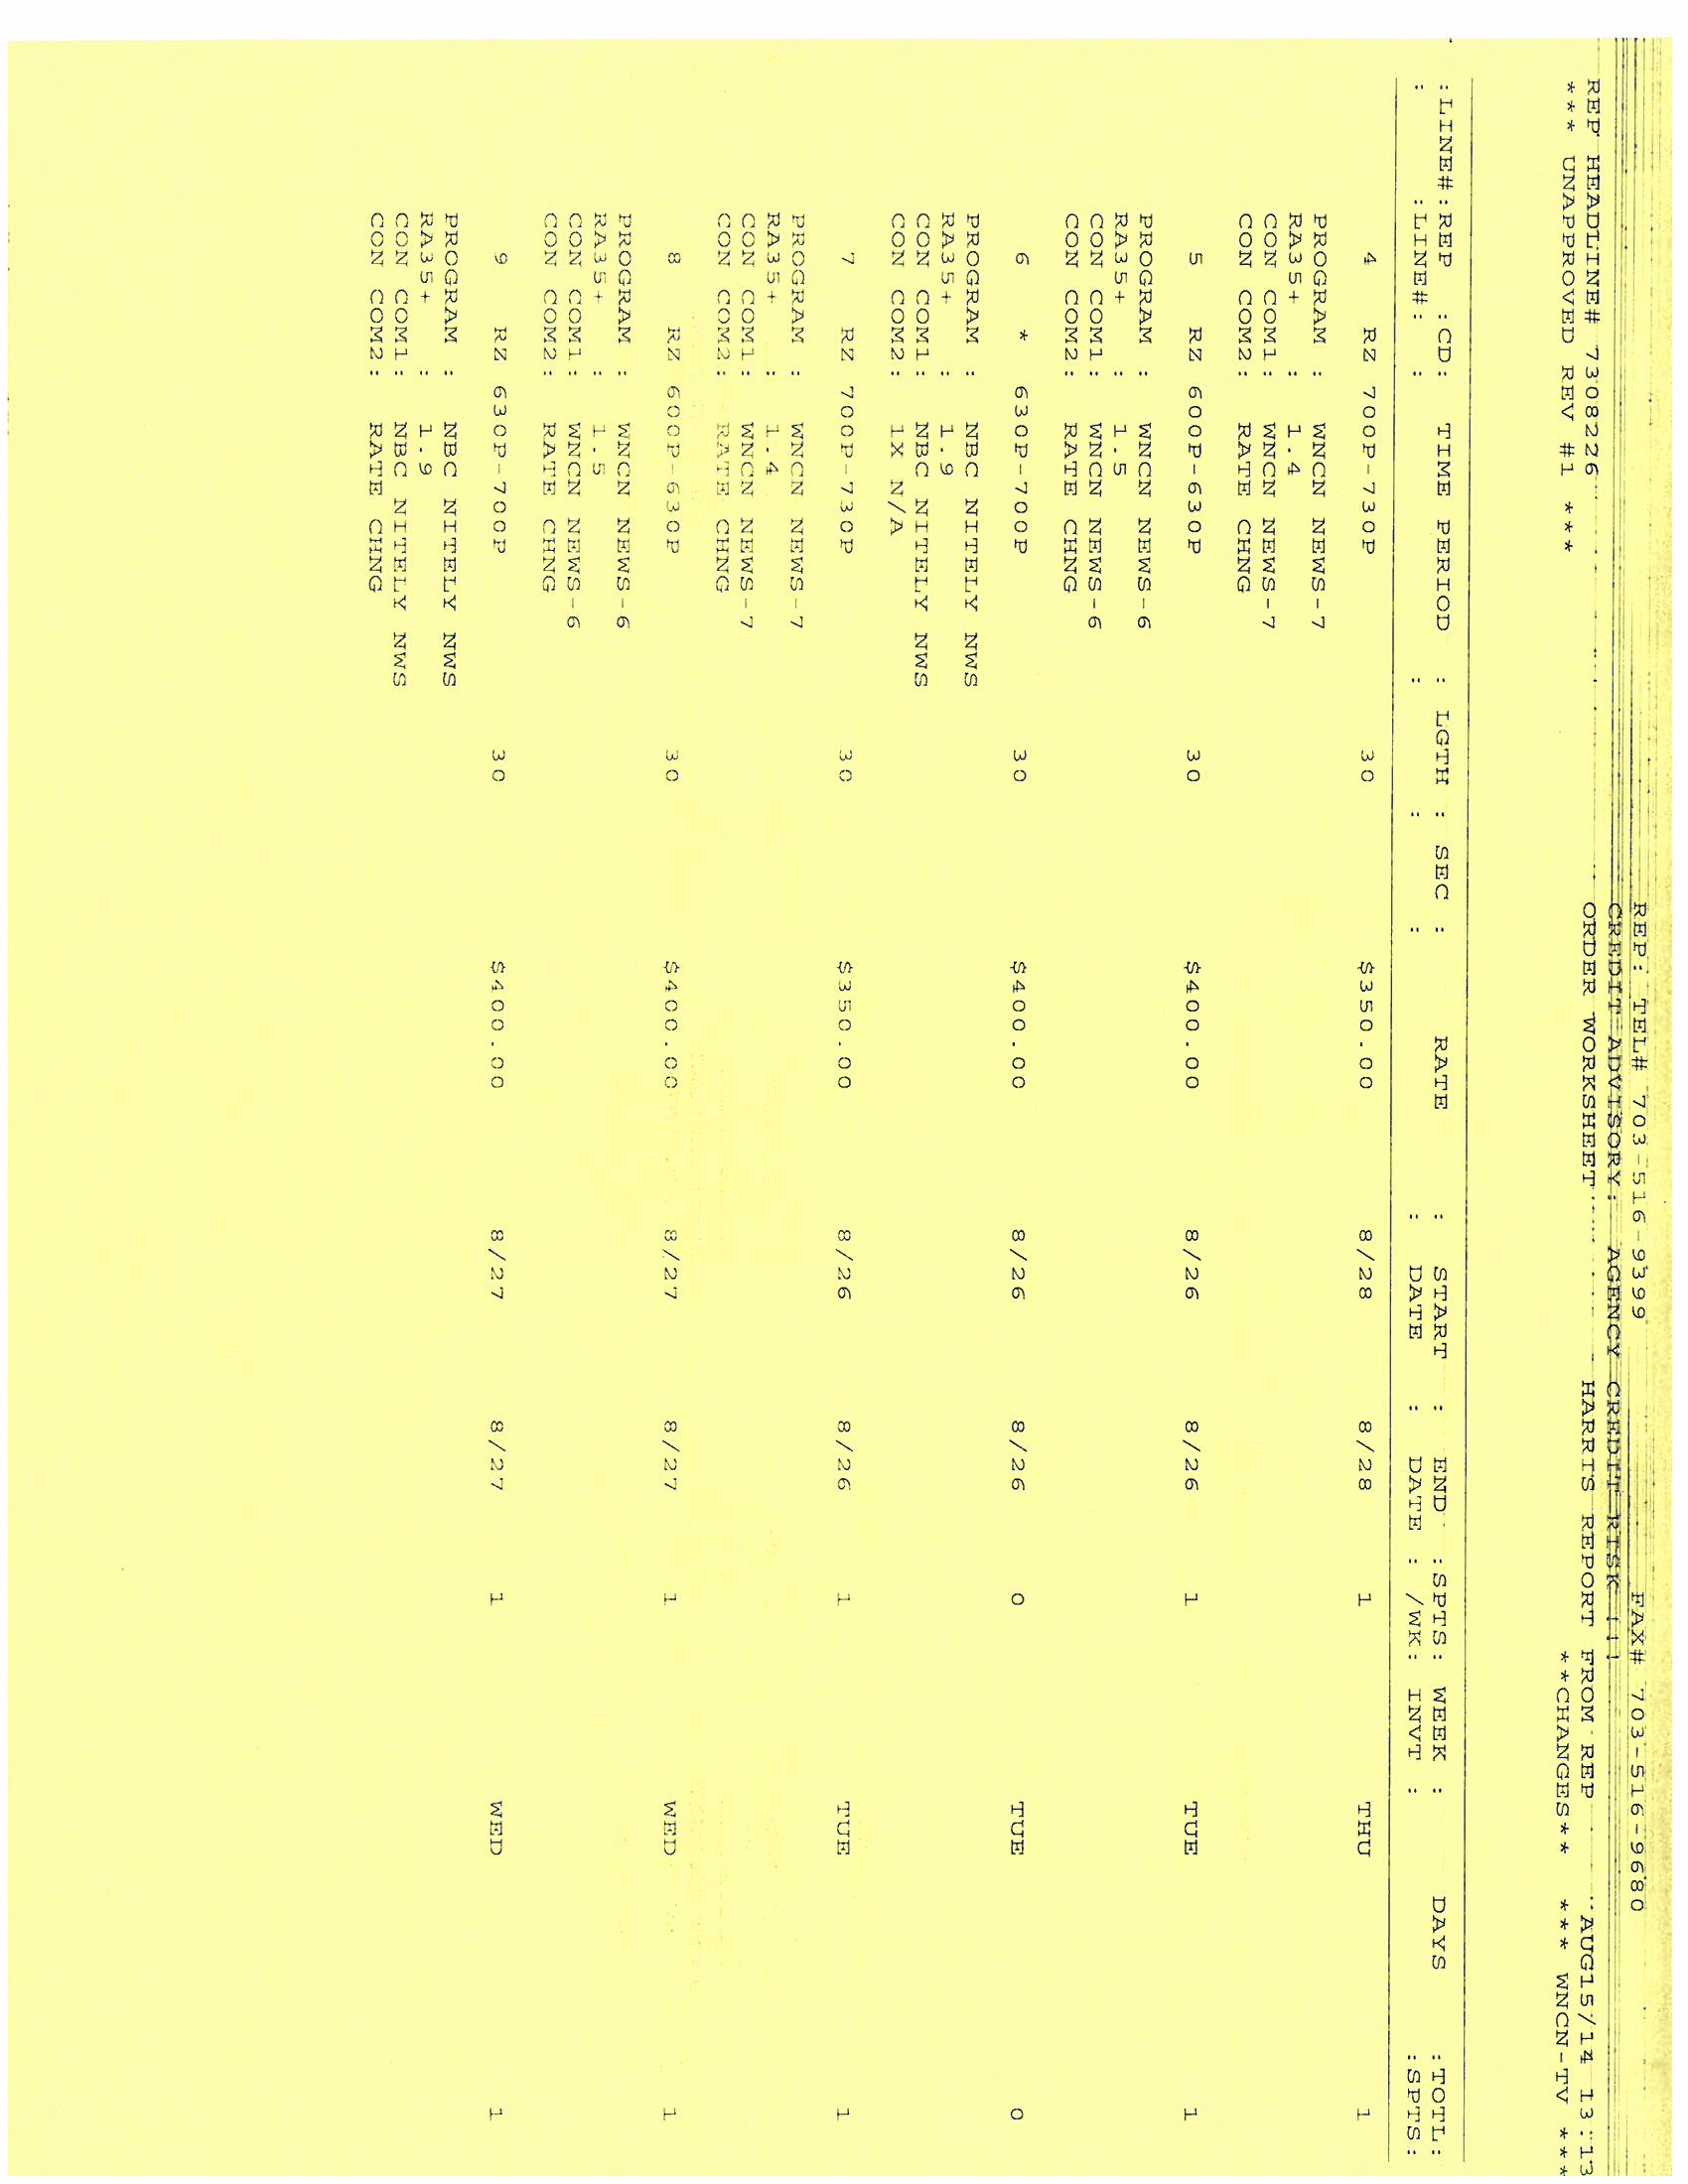 REP: TEL# 703-516-9399 FAX# 703-516-9680
CREDIT ADVISORY: AGENCY CREDIT RISK !!!
REP HEADLINE# 7308226 ORDER WORKSHEET HARRIS REPORT FROM REP AUG15/14 13:13
*** UNAPPROVED REV #1 *** **CHANGES** *** WNCN-TV ***
:LINE#:REP :CD: TIME PERIOD : LGTH : SEC : RATE : START : END :SPTS: WEEK : DAYS :TOTL:
: :LINE#: : : : : DATE : DATE : /WK: INVT : :SPTS:
4 RZ 700P-730P 30 $350.00 8/28 8/28 1 THU 1
PROGRAM : WNCN NEWS-7
RA35+ : 1.4
CON COM1: WNCN NEWS-7
CON COM2: RATE CHNG
5 RZ 600P-630P 30 $400.00 8/26 8/26 1 TUE 1
PROGRAM : WNCN NEWS-6
RA35+ : 1.5
CON COM1: WNCN NEWS-6
CON COM2: RATE CHNG
6 * 630P-700P 30 $400.00 8/26 8/26 0 TUE 0
PROGRAM : NBC NITELY NWS
RA35+ : 1.9
CON COM1: NBC NITELY NWS
CON COM2: 1X N/A
7 RZ 700P-730P 30 $350.00 8/26 8/26 1 TUE 1
PROGRAM : WNCN NEWS-7
RA35+ : 1.4
CON COM1: WNCN NEWS-7
CON COM2: RATE CHNG
8 RZ 600P-630P 30 $400.00 8/27 8/27 1 WED 1
PROGRAM : WNCN NEWS-6
RA35+ : 1.5
CON COM1: WNCN NEWS-6
CON COM2: RATE CHNG
9 RZ 630P-700P 30 $400.00 8/27 8/27 1 WED 1
PROGRAM : NBC NITELY NWS
RA35+ : 1.9
CON COM1: NBC NITELY NWS
CON COM2: RATE CHNG